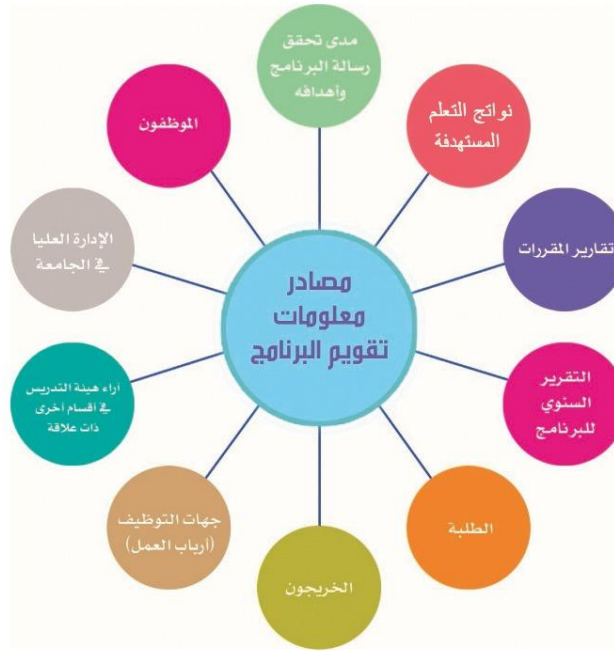 مصادر
معلومات
تقويم البرنامج
مدى تحقق
رسالة البرنامج
وأهدافه
نواتج التعلم
المستهدفة
تقارير المقررات
التقرير
السنوي
للبرنامج
الطلبة
الخريجون
جهات التوظيف
(أرباب العمل)
أراء هيئة التدريس
في أقسام أخرى
ذات علاقة
الإدارة العليا
في الجامعة
الموظفون